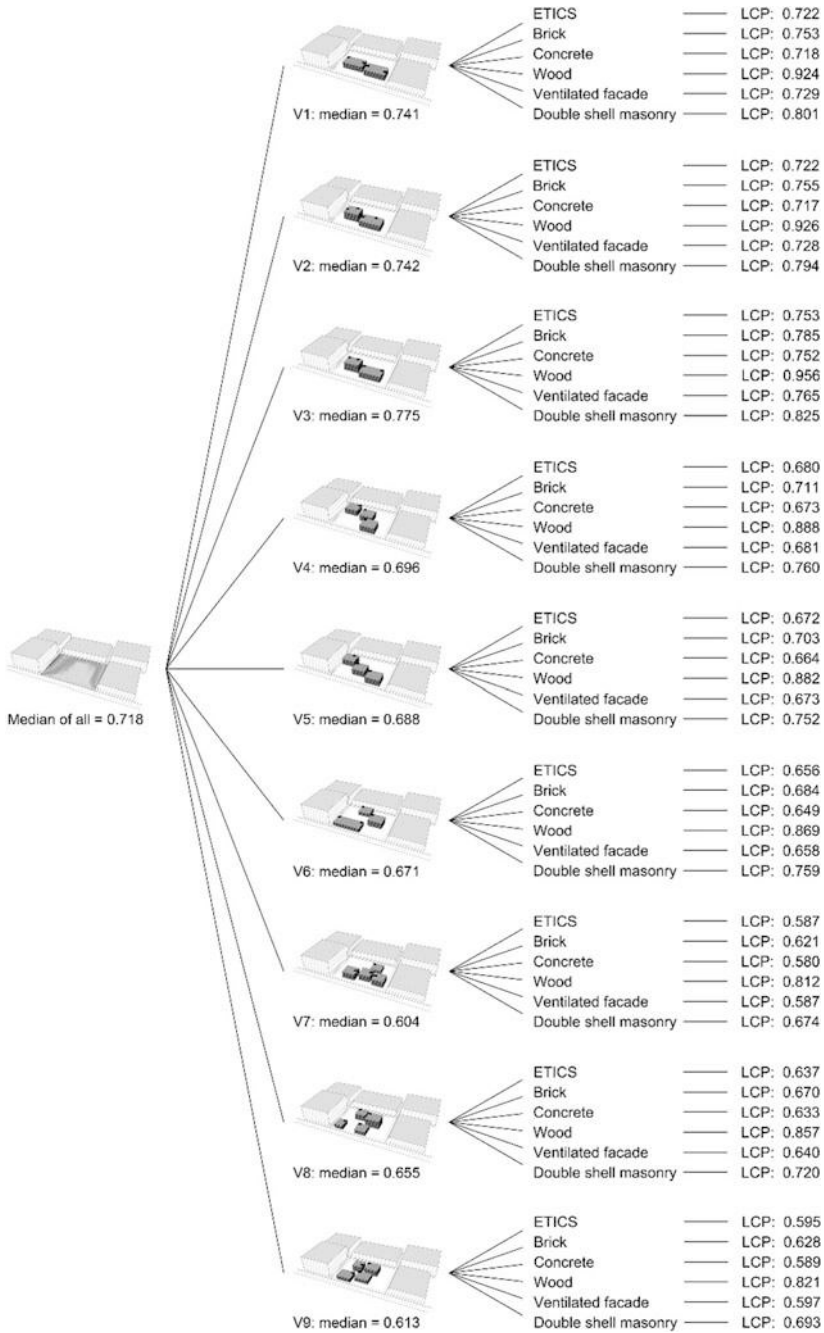 ETICS LCP: 0.722
Brick LCP: 0.753
Concrete LCP: 0.718
Wood LCP: 0.924
Ventilated facade LCP: 0.729
Double shell masonry LCP: 0.801
V1: median = 0.741
ETICS LCP: 0.722
Brick LCP: 0.755
Concrete LCP: 0.717
Wood LCP: 0.926
Ventilated facade LCP: 0.728
Double shell masonry LCP: 0.794
V2: median = 0.742
ETICS LCP: 0.753
Brick LCP: 0.785
Concrete LCP: 0.752
Wood LCP: 0.956
Ventilated facade LCP: 0.765
Double shell masonry LCP: 0.825
V3: median = 0.775
ETICS LCP: 0.680
Brick LCP: 0.711
Concrete LCP: 0.673
Wood LCP: 0.888
Ventilated facade LCP: 0.681
Double shell masonry LCP: 0.760
V4: median = 0.696
ETICS LCP: 0.672
Brick LCP: 0.703
Concrete LCP: 0.664
Wood LCP: 0.882
Ventilated facade LCP: 0.673
Double shell masonry LCP: 0.752
Median of all = 0.718
V5: median = 0.688
ETICS LCP: 0.656
Brick LCP: 0.684
Concrete LCP: 0.649
Wood LCP: 0.869
Ventilated facade LCP: 0.658
Double shell masonry LCP: 0.759
V6: median = 0.671
ETICS LCP: 0.587
Brick LCP: 0.621
Concrete LCP: 0.580
Wood LCP: 0.812
Ventilated facade LCP: 0.587
Double shell masonry LCP: 0.674
V7: median = 0.604
ETICS LCP: 0.637
Brick LCP: 0.670
Concrete LCP: 0.633
Wood LCP: 0.857
Ventilated facade LCP: 0.640
Double shell masonry LCP: 0.720
V8: median = 0.655
ETICS LCP: 0.595
Brick LCP: 0.628
Concrete LCP: 0.589
Wood LCP: 0.821
Ventilated facade LCP: 0.597
Double shell masonry LCP: 0.693
V9: median = 0.613